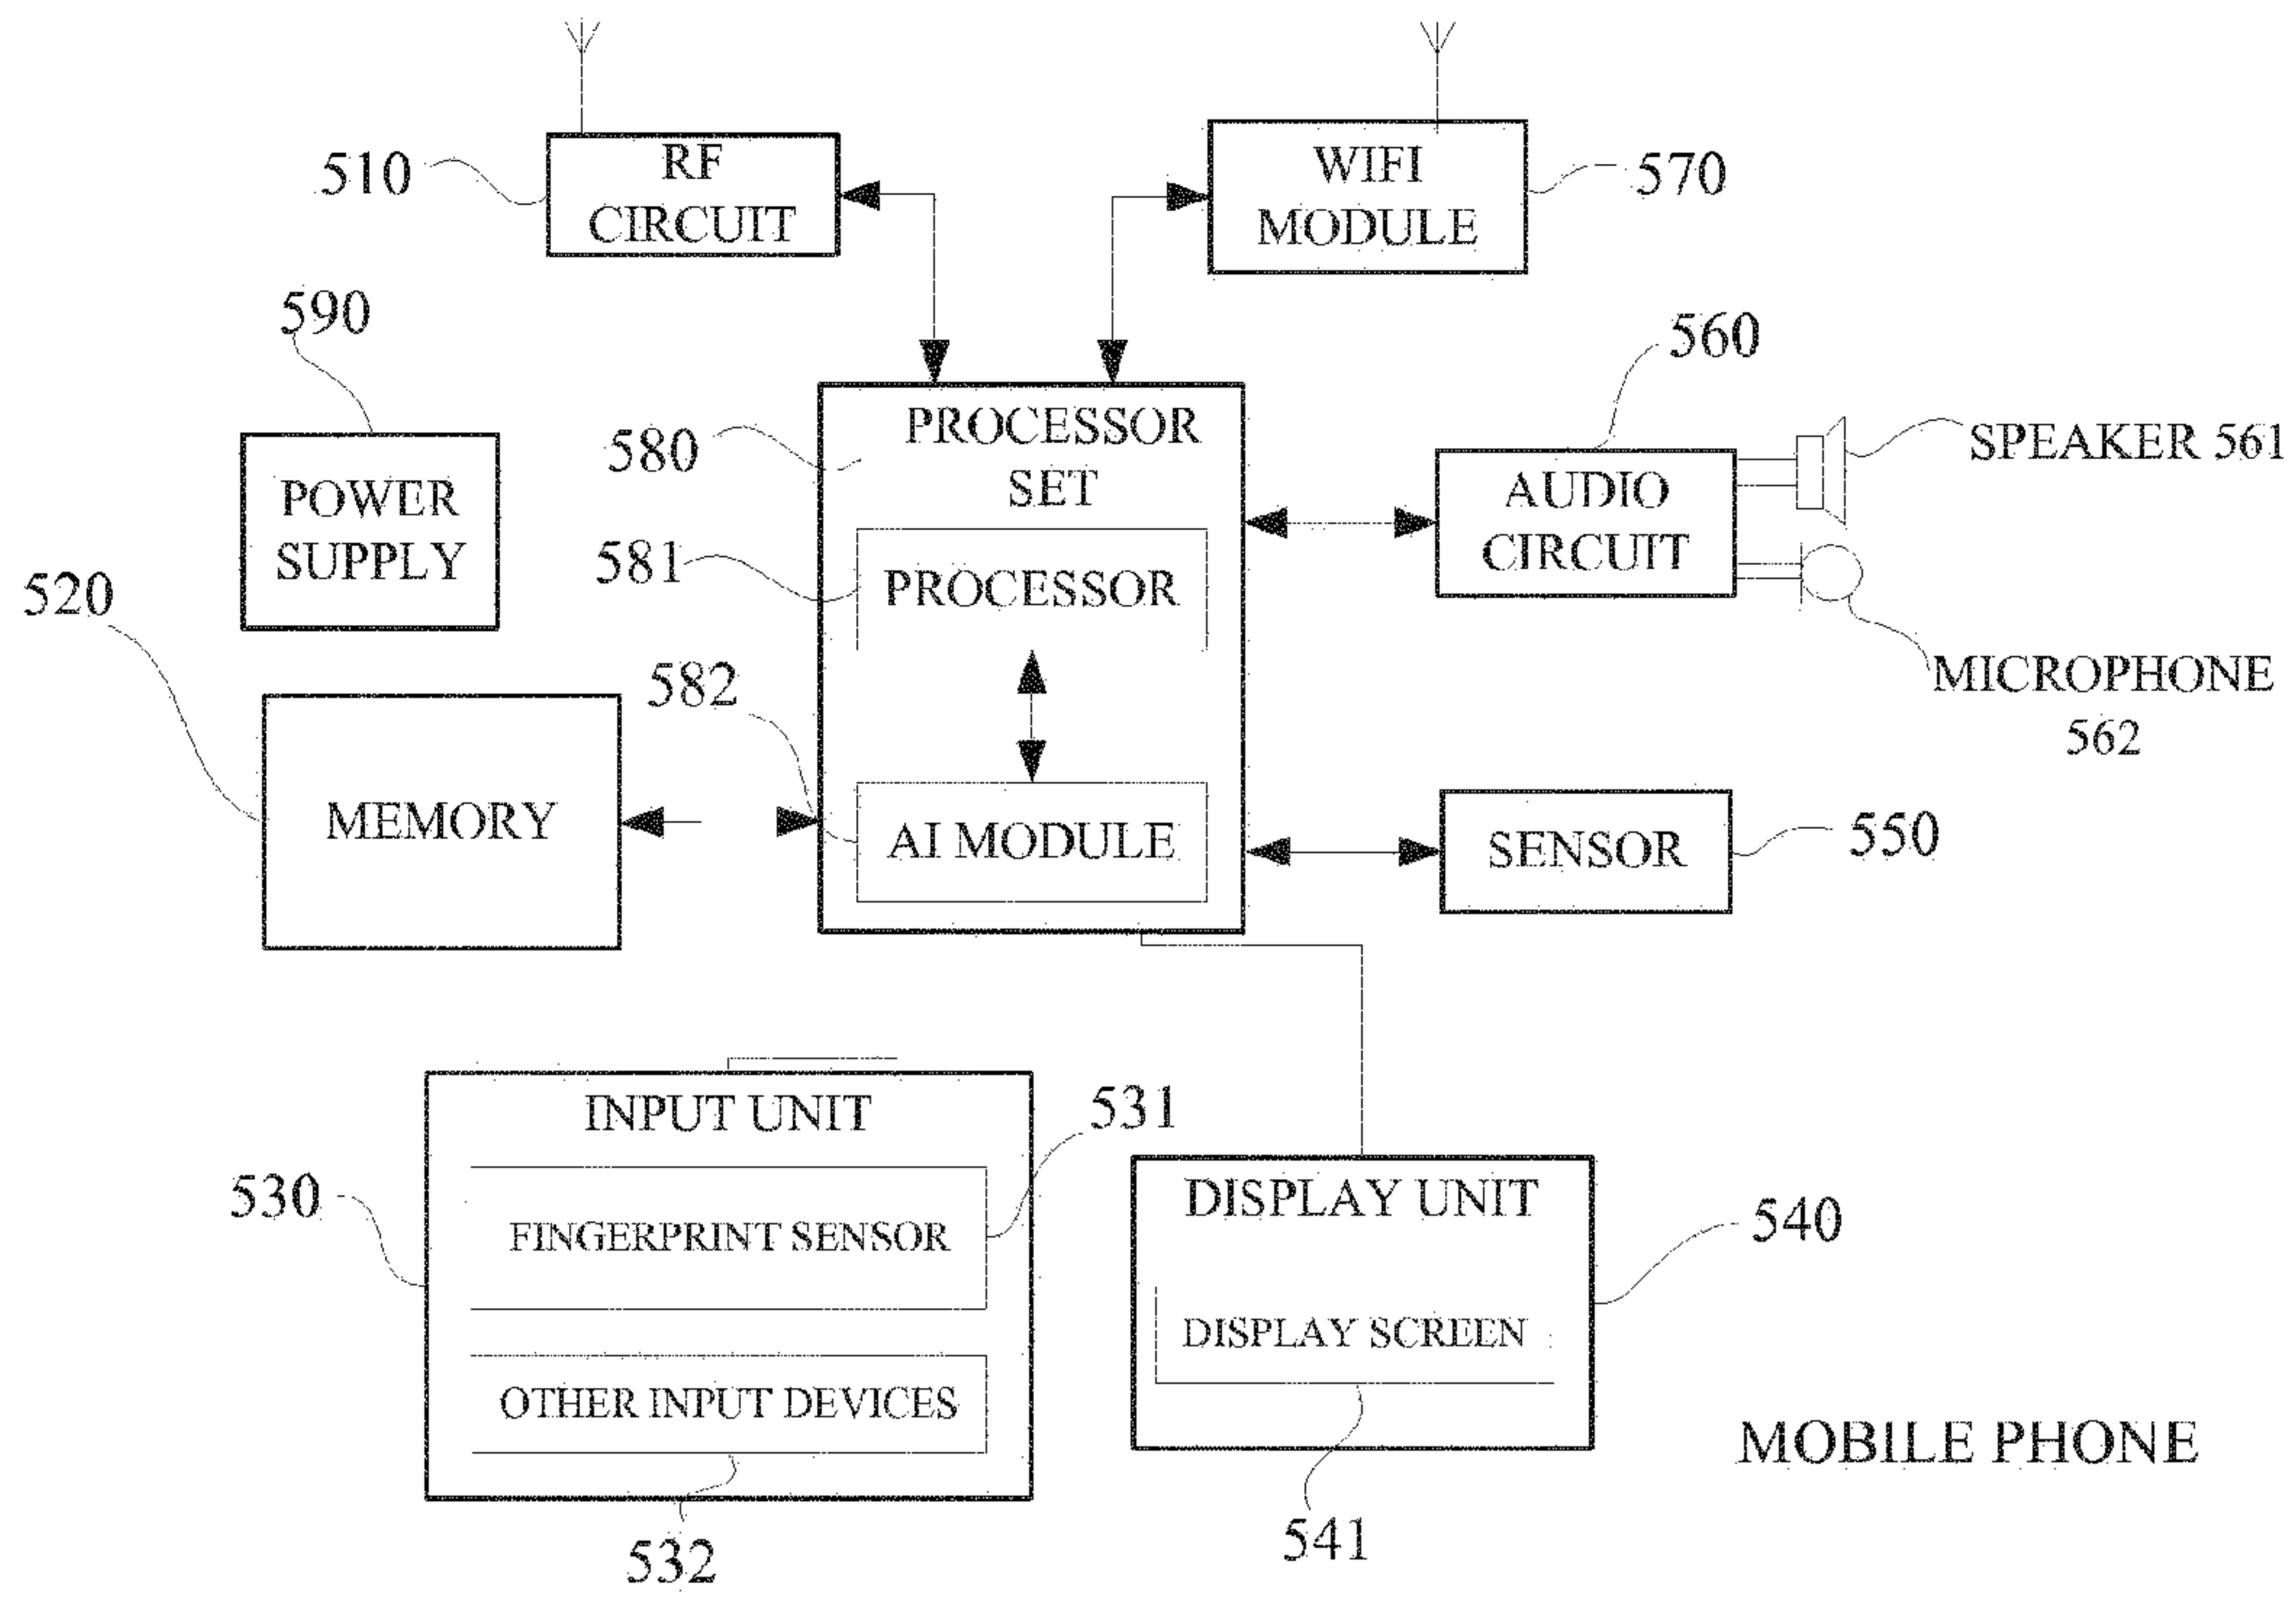 510
RF
CIRCUIT
WIFI
MODULE
570
590
POWER
SUPPLY
580
PROCESSOR
SET
581
PROCESSOR
582
AI MODULE
560
AUDIO
CIRCUIT
SPEAKER 561
MICROPHONE
562
520
MEMORY
SENSOR
550
INPUT UNIT
531
530
FINGERPRINT SENSOR
OTHER INPUT DEVICES
532
DISPLAY UNIT
540
DISPLAY SCREEN
541
MOBILE PHONE